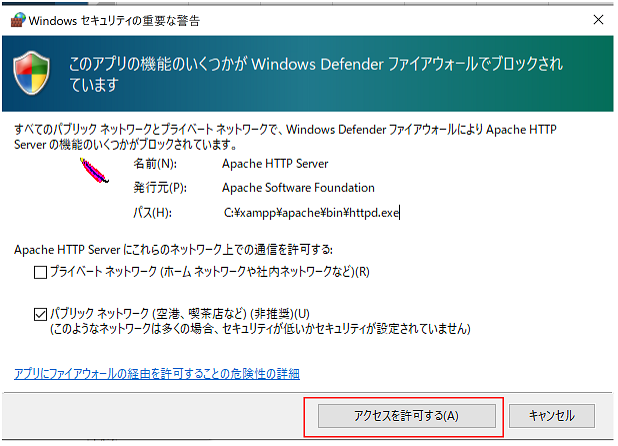 Windows セキュリティの重要な警告
このアプリの機能のいくつかが Windows Defender ファイアウォールでブロックされ
ています
すべてのパブリック ネットワークとプライベート ネットワークで、Windows Defender ファイアウォールにより Apache HTTP
Server の機能のいくつかがブロックされています。
名前(N): Apache HTTP Server
発行元(P): Apache Software Foundation
パス(H): C:¥xampp¥apache¥bin¥httpd.exe
Apache HTTP Server にこれらのネットワーク上での通信を許可する:
プライベート ネットワーク (ホーム ネットワークや社内ネットワークなど)(R)
パブリック ネットワーク (空港、喫茶店など) (非推奨)(U)
(このようなネットワークは多くの場合、セキュリティが低いかセキュリティが設定されていません)
アプリにファイアウォールの経由を許可することの危険性の詳細
アクセスを許可する(A) キャンセル